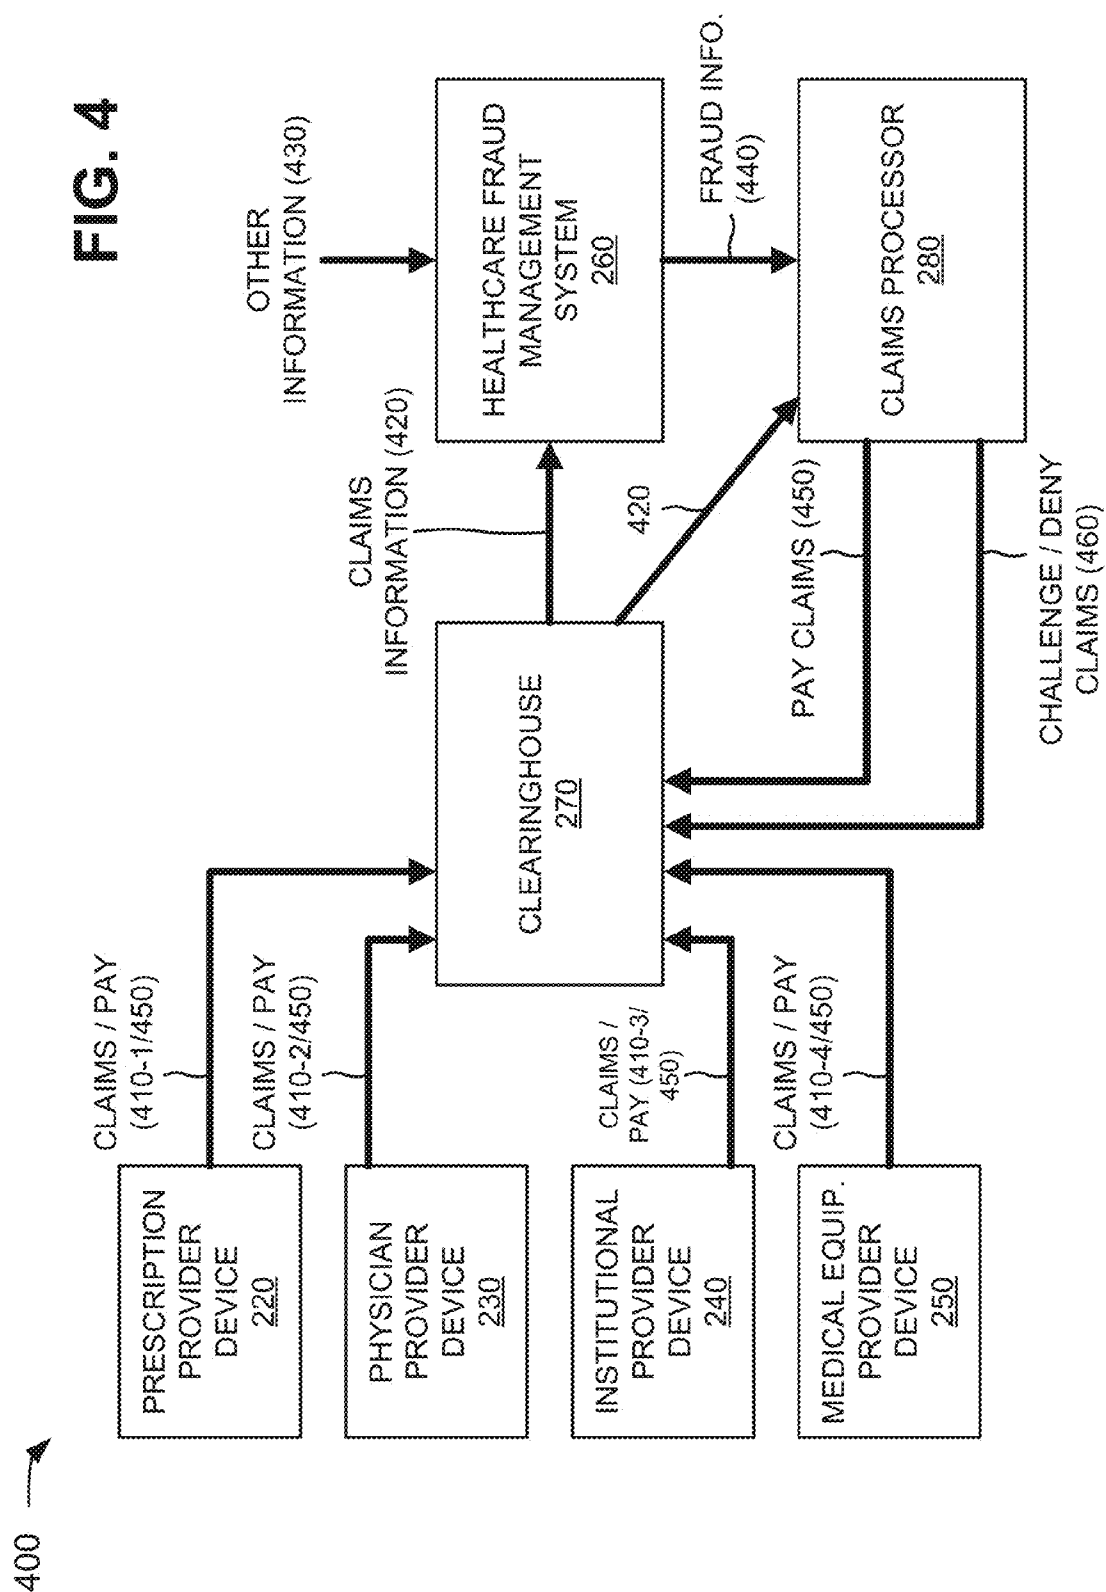 400
FIG. 4
PRESCRIPTION
PROVIDER
DEVICE
220
CLAIMS / PAY
(410-1/450)
PHYSICIAN
PROVIDER
DEVICE
230
CLAIMS / PAY
(410-2/450)
INSTITUTIONAL
PROVIDER
DEVICE
240
CLAIMS /
PAY (410-3/
450)
MEDICAL EQUIP.
PROVIDER
DEVICE
250
CLAIMS / PAY
(410-4/450)
CLEARINGHOUSE
270
CLAIMS
INFORMATION (420)
420
OTHER
INFORMATION (430)
HEALTHCARE FRAUD
MANAGEMENT
SYSTEM
260
FRAUD INFO.
(440)
CLAIMS PROCESSOR
280
PAY CLAIMS (450)
CHALLENGE / DENY
CLAIMS (460)